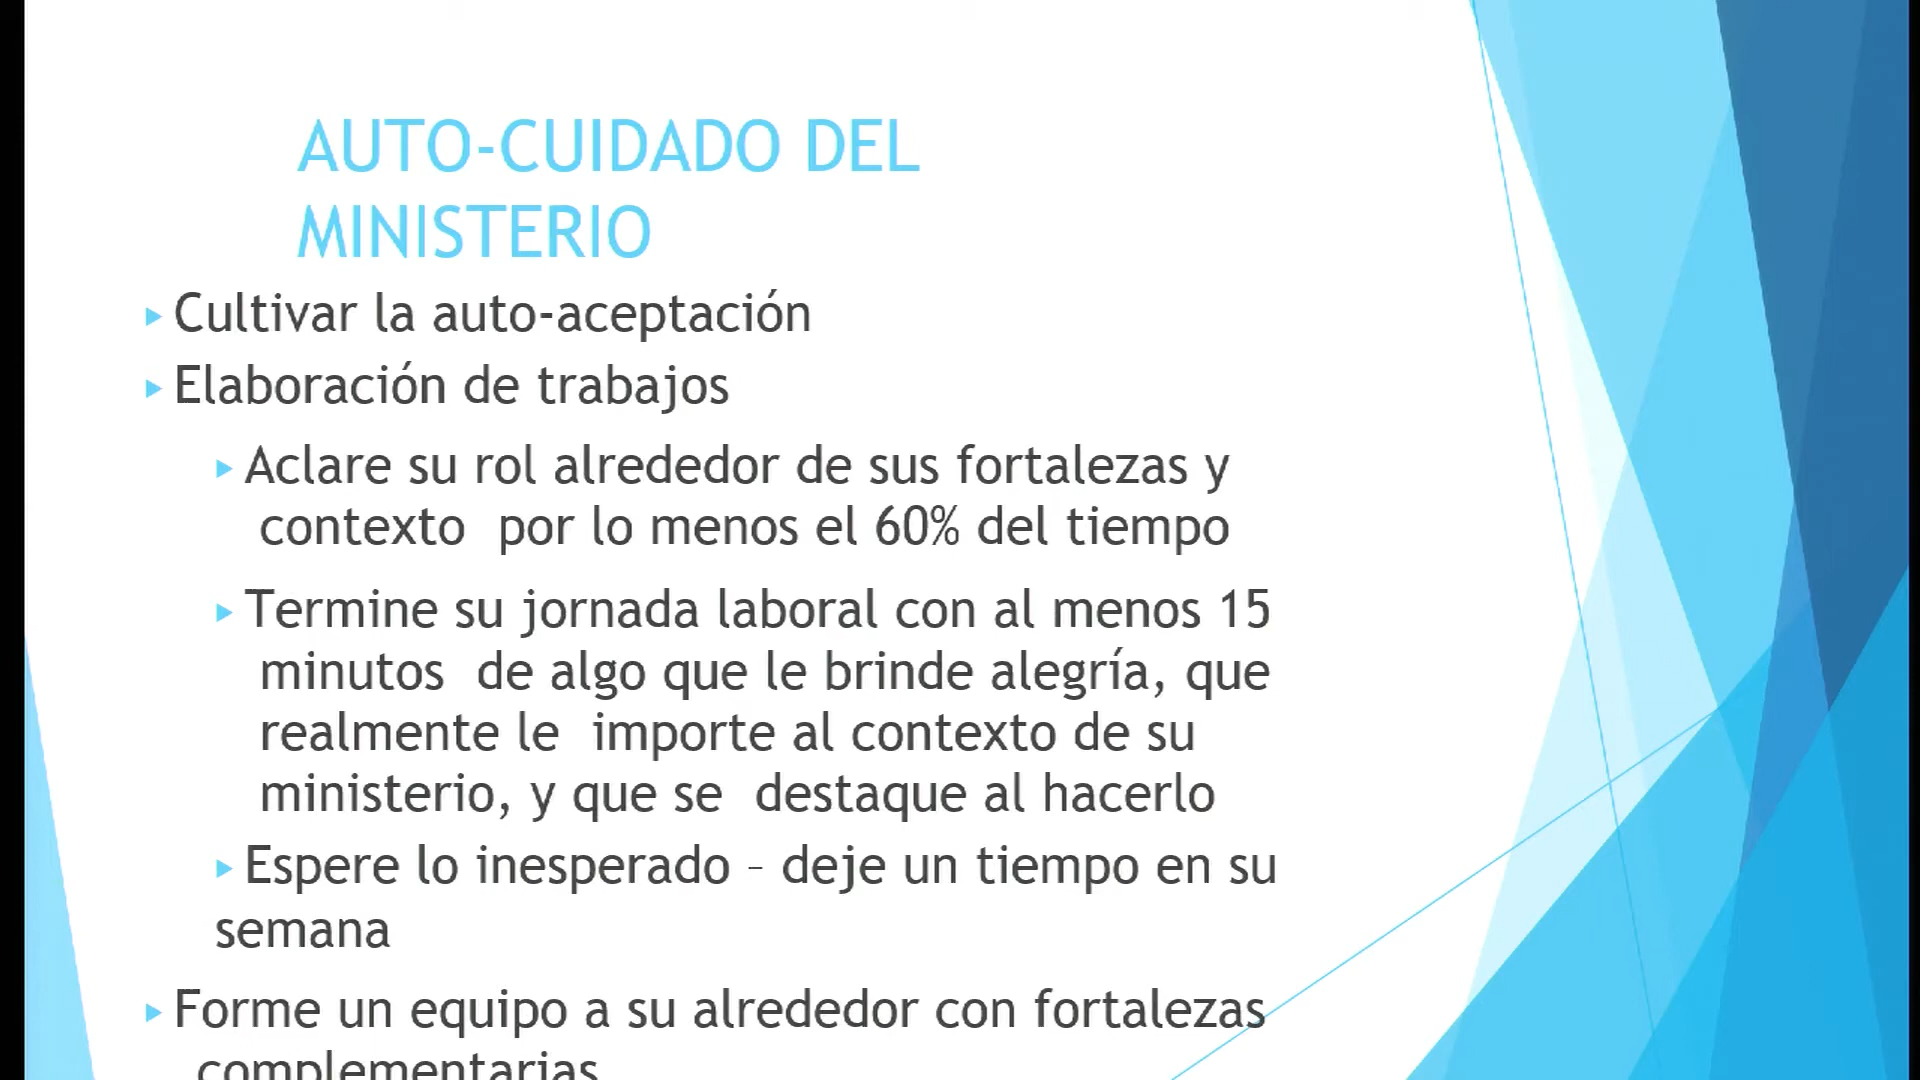 AUTO-CUIDADO DEL
MINISTERIO
Cultivar la auto-aceptación
Elaboración de trabajos
Aclare su rol alrededor de sus fortalezas y
contexto por lo menos el 60% del tiempo
Termine su jornada laboral con al menos 15
minutos de algo que le brinde alegría, que
realmente le importe al contexto de su
ministerio, y que se destaque al hacerlo
Espere lo inesperado – deje un tiempo en su
semana
Forme un equipo a su alrededor con fortalezas
complementarias